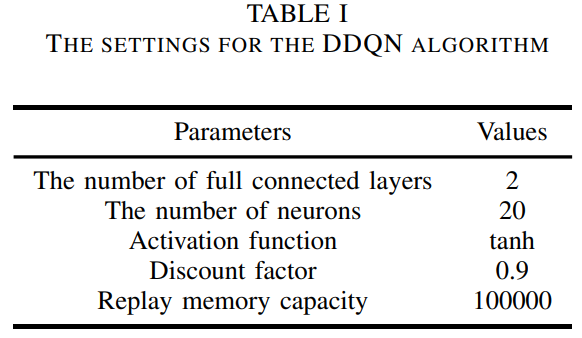 TABLE I
THE SETTINGS FOR THE DDQN ALGORITHM
Parameters Values
The number of full connected layers 2
The number of neurons 20
Activation function tanh
Discount factor 0.9
Replay memory capacity 100000